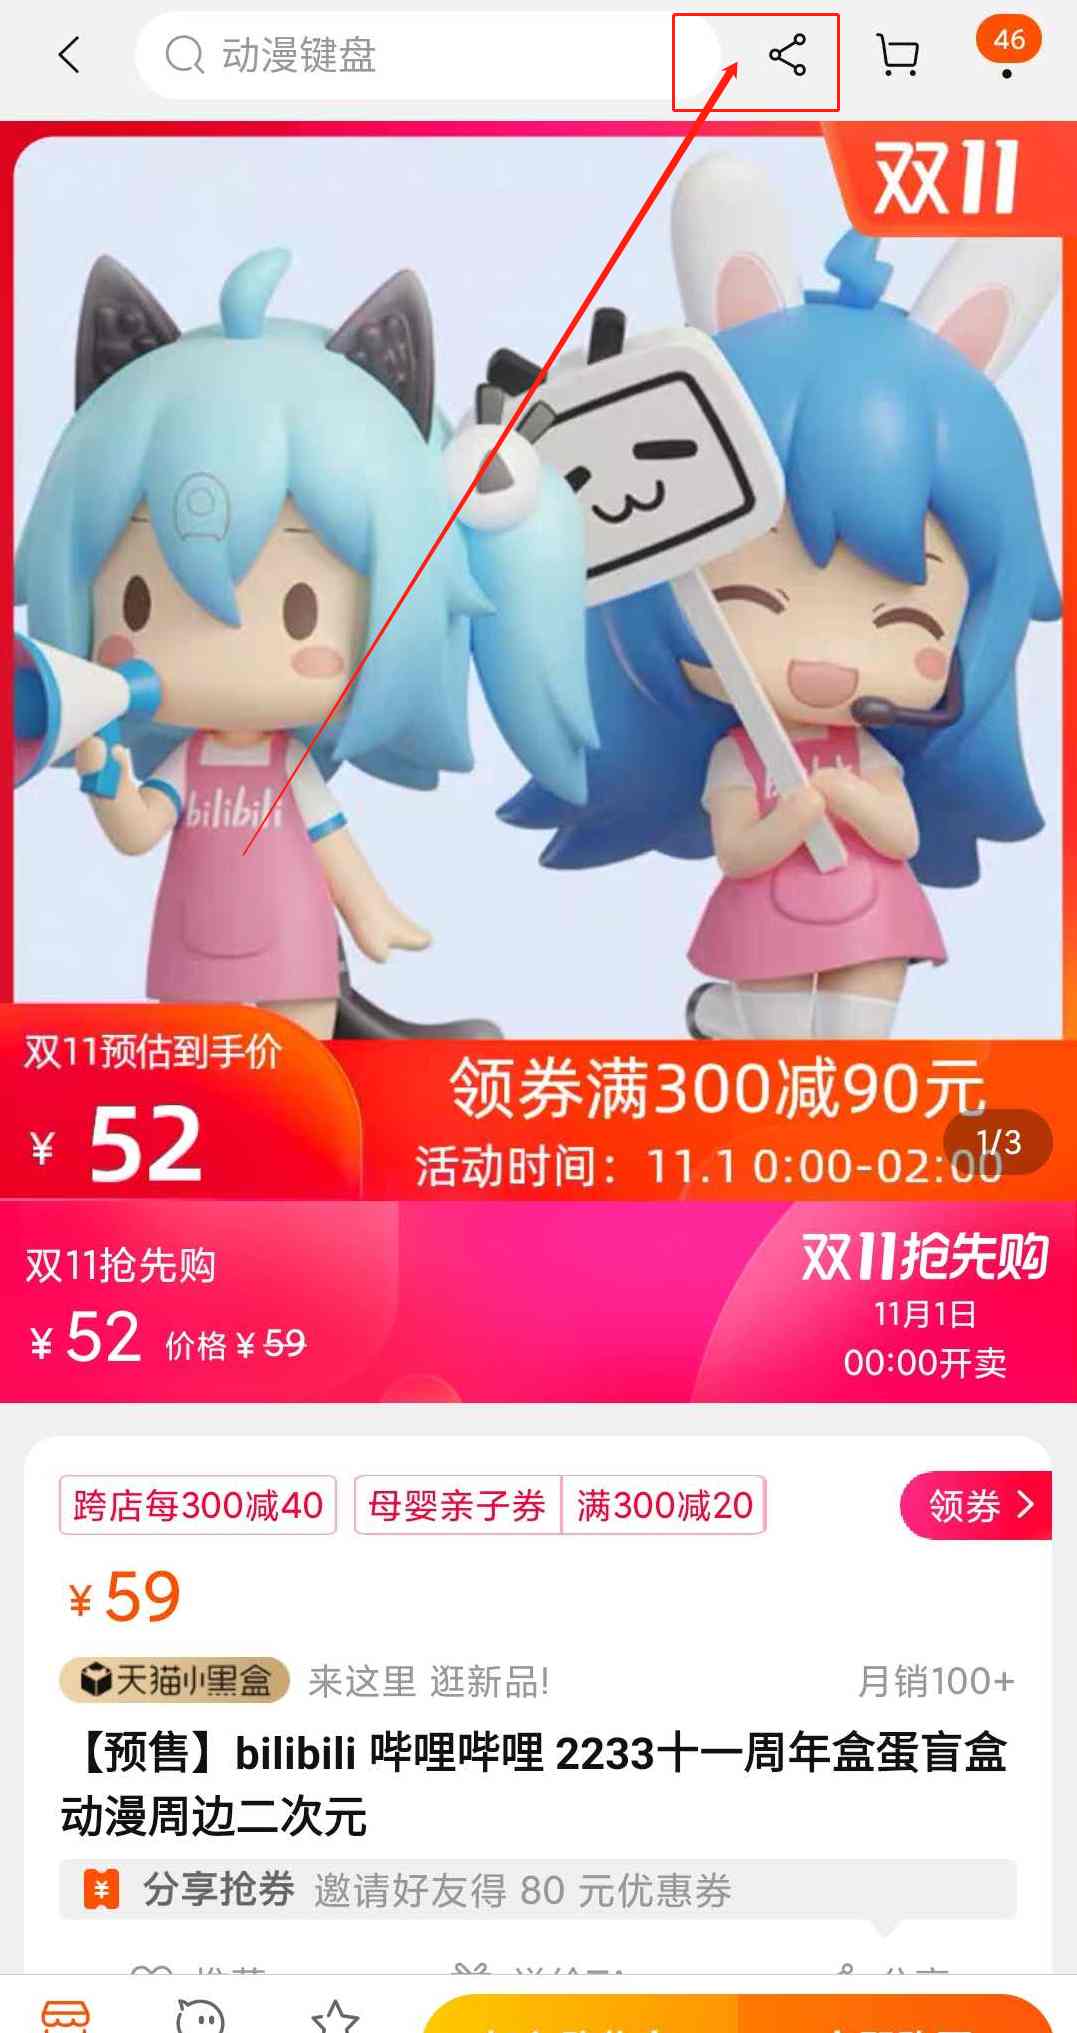 动漫键盘
46
双11
bilibili
双11预估到手价
¥ 52
领券满300减90元
活动时间：11.1 0:00-02:00
1/3
双11抢先购
¥52 价格¥59
双11抢先购
11月1日
00:00开卖
跨店每300减40
母婴亲子券 满300减20
领券
¥59
天猫小黑盒 来这里 逛新品!
月销100+
【预售】bilibili 哔哩哔哩 2233十一周年盒蛋盲盒
动漫周边二次元
分享抢券 邀请好友得 80 元优惠券